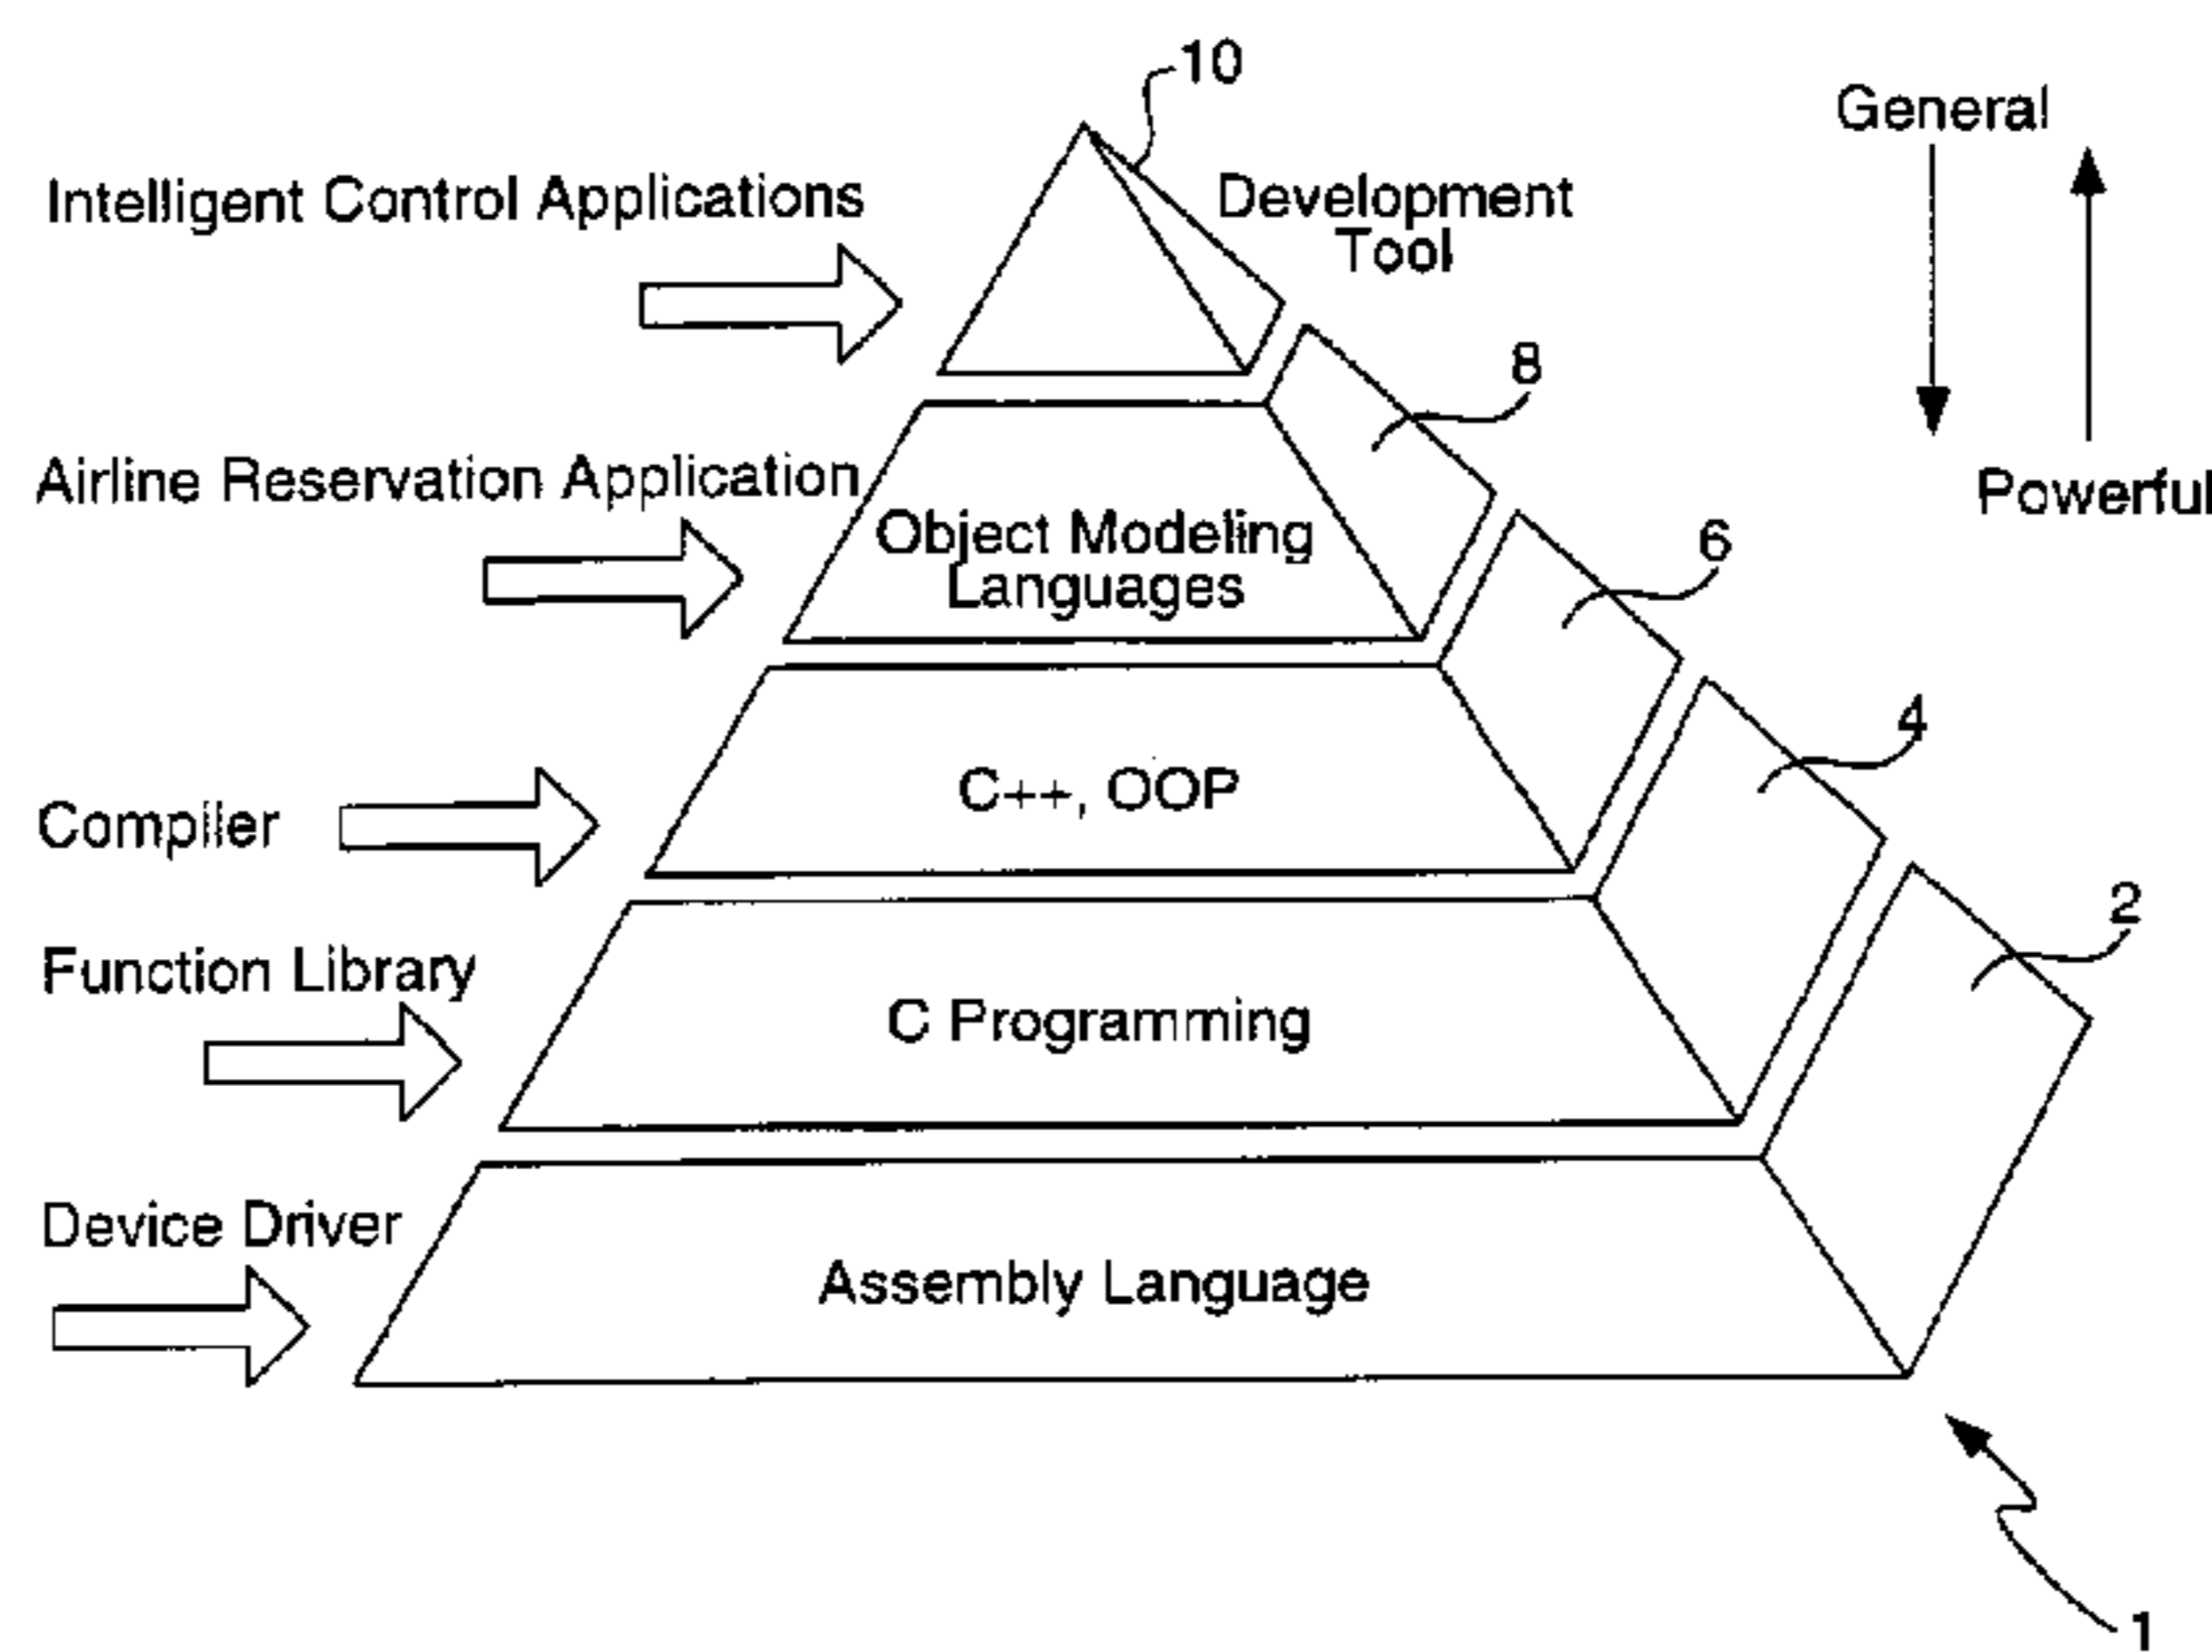 10
General
Intelligent Control Applications
Development
Tool
8
Airline Reservation Application
Powerful
Object Modeling
Languages
6
4
Compiler
C++, OOP
2
Function Library
C Programming
Device Driver
Assembly Language
1